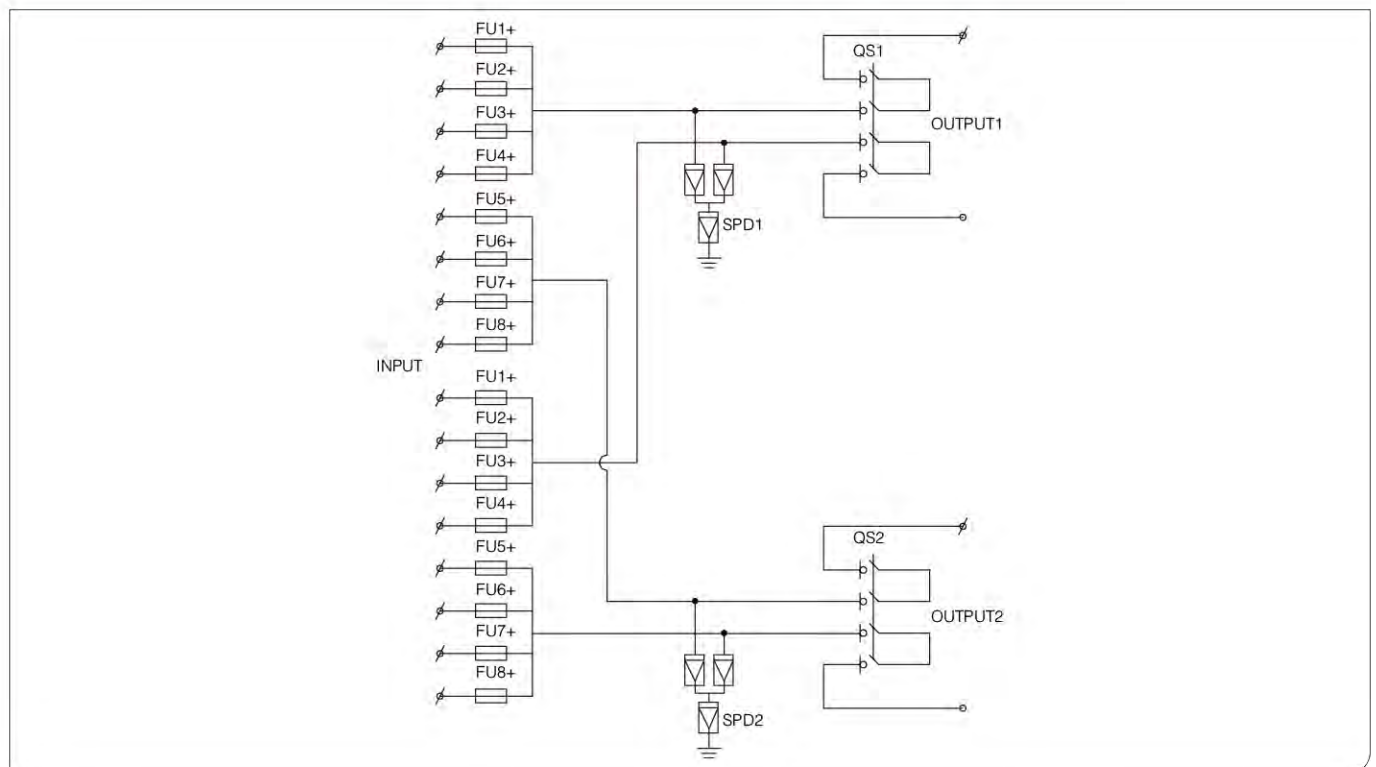 FU1+
FU2+
FU3+
FU4+
FU5+
FU6+
FU7+
FU8+
INPUT
FU1+
FU2+
FU3+
FU4+
FU5+
FU6+
FU7+
FU8+
QS1
OUTPUT1
SPD1
QS2
OUTPUT2
SPD2